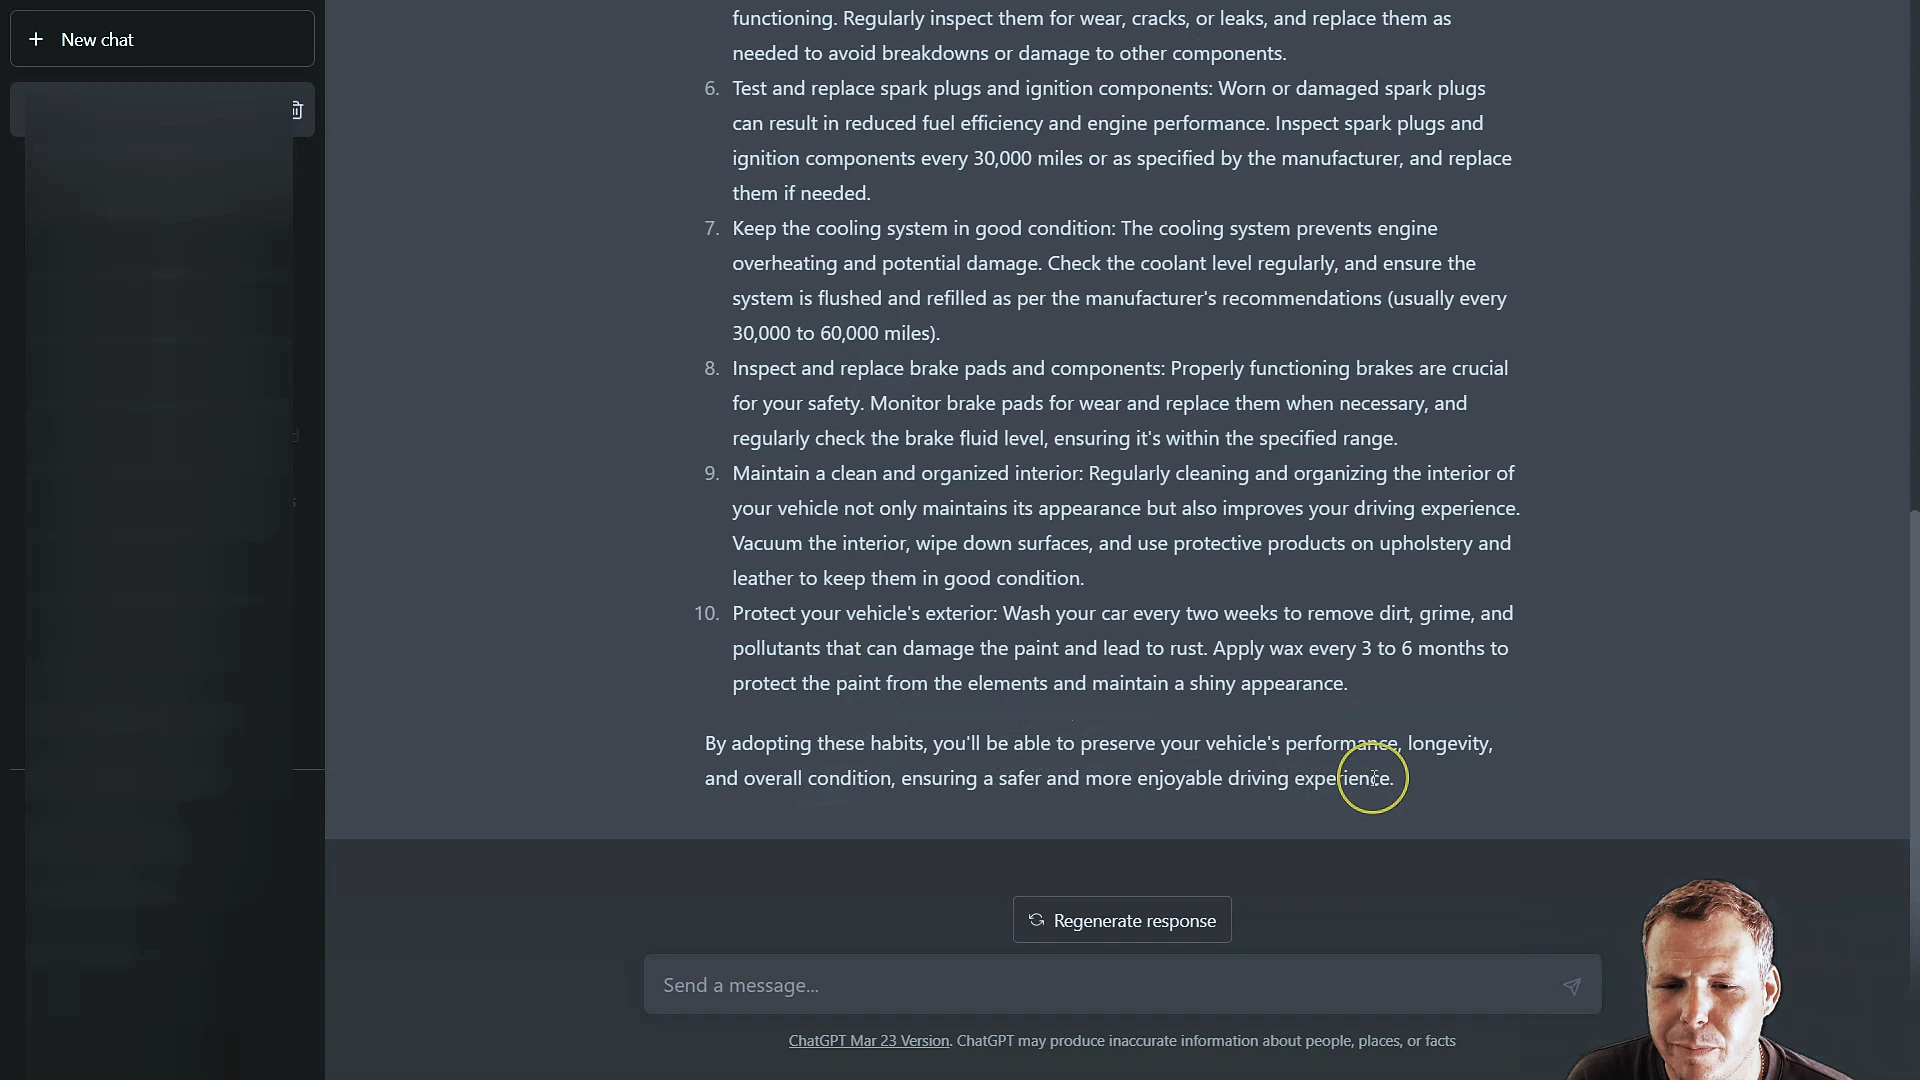 New chat
functioning. Regularly inspect them for wear, cracks, or leaks, and replace them as
needed to avoid breakdowns or damage to other components.
6. Test and replace spark plugs and ignition components: Worn or damaged spark plugs
can result in reduced fuel efficiency and engine performance. Inspect spark plugs and
ignition components every 30,000 miles or as specified by the manufacturer, and replace
them if needed.
7. Keep the cooling system in good condition: The cooling system prevents engine
overheating and potential damage. Check the coolant level regularly, and ensure the
system is flushed and refilled as per the manufacturer's recommendations (usually every
30,000 to 60,000 miles).
8. Inspect and replace brake pads and components: Properly functioning brakes are crucial
for your safety. Monitor brake pads for wear and replace them when necessary, and
regularly check the brake fluid level, ensuring it's within the specified range.
9. Maintain a clean and organized interior: Regularly cleaning and organizing the interior of
your vehicle not only maintains its appearance but also improves your driving experience.
Vacuum the interior, wipe down surfaces, and use protective products on upholstery and
leather to keep them in good condition.
10. Protect your vehicle's exterior: Wash your car every two weeks to remove dirt, grime, and
pollutants that can damage the paint and lead to rust. Apply wax every 3 to 6 months to
protect the paint from the elements and maintain a shiny appearance.
By adopting these habits, you'll be able to preserve your vehicle's performance, longevity,
and overall condition, ensuring a safer and more enjoyable driving experience.
Regenerate response
Send a message...
ChatGPT Mar 23 Version. ChatGPT may produce inaccurate information about people, places, or facts